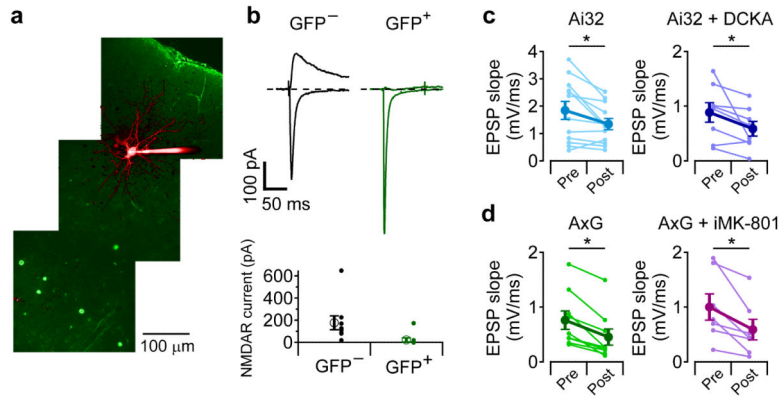 a
100 μm
b
GFP⁻ GFP⁺
100 pA
50 ms
NMDAR current (pA)
600
400
200
0
GFP⁻ GFP⁺
c
Ai32
*
EPSP slope
(mV/ms)
4
3
2
1
0
Pre Post
Ai32 + DCKA
*
EPSP slope
(mV/ms)
2
1
0
Pre Post
d
AxG
*
EPSP slope
(mV/ms)
2
1
0
Pre Post
AxG + iMK-801
*
EPSP slope
(mV/ms)
2
1
0
Pre Post